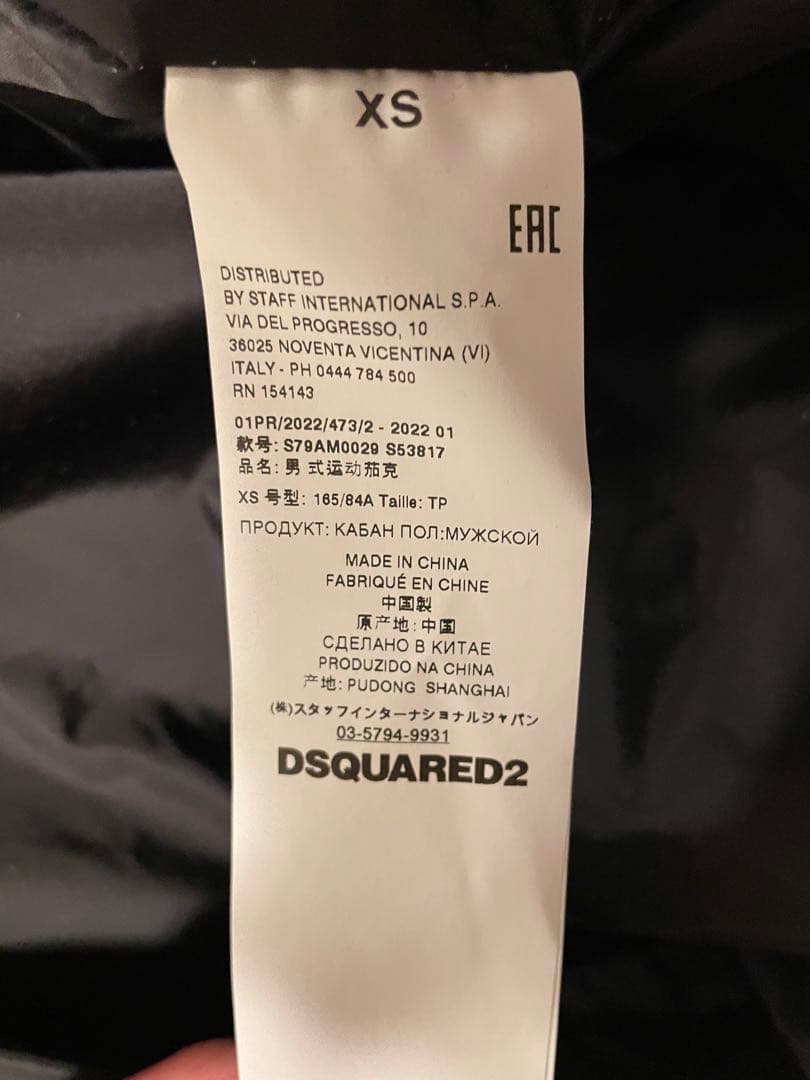 XS
EAC
DISTRIBUTED
BY STAFF INTERNATIONAL S.P.A.
VIA DEL PROGRESSO, 10
36025 NOVENTA VICENTINA (VI)
ITALY - PH 0444 784 500
RN 154143
01PR/2022/473/2 - 2022 01
款号: S79AM0029 S53817
品名: 男 式运动茄克
XS 号型: 165/84A Taille: TP
ПРОДУКТ: КАБАН ПОЛ:МУЖСКОЙ
MADE IN CHINA
FABRIQUÉ EN CHINE
中国製
原产地: 中国
СДЕЛАНО В КИТАЕ
PRODUZIDO NA CHINA
产地: PUDONG SHANGHAI
(株)スタッフインターナショナルジャパン
03-5794-9931
DSQUARED2